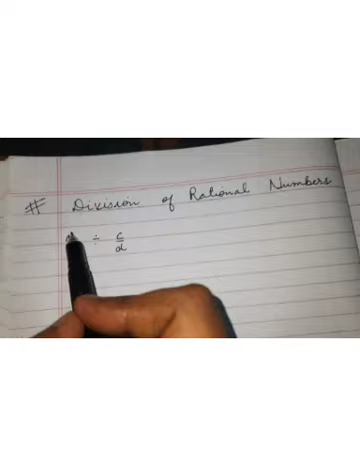 # Division of Rational Numbers
÷ c/d